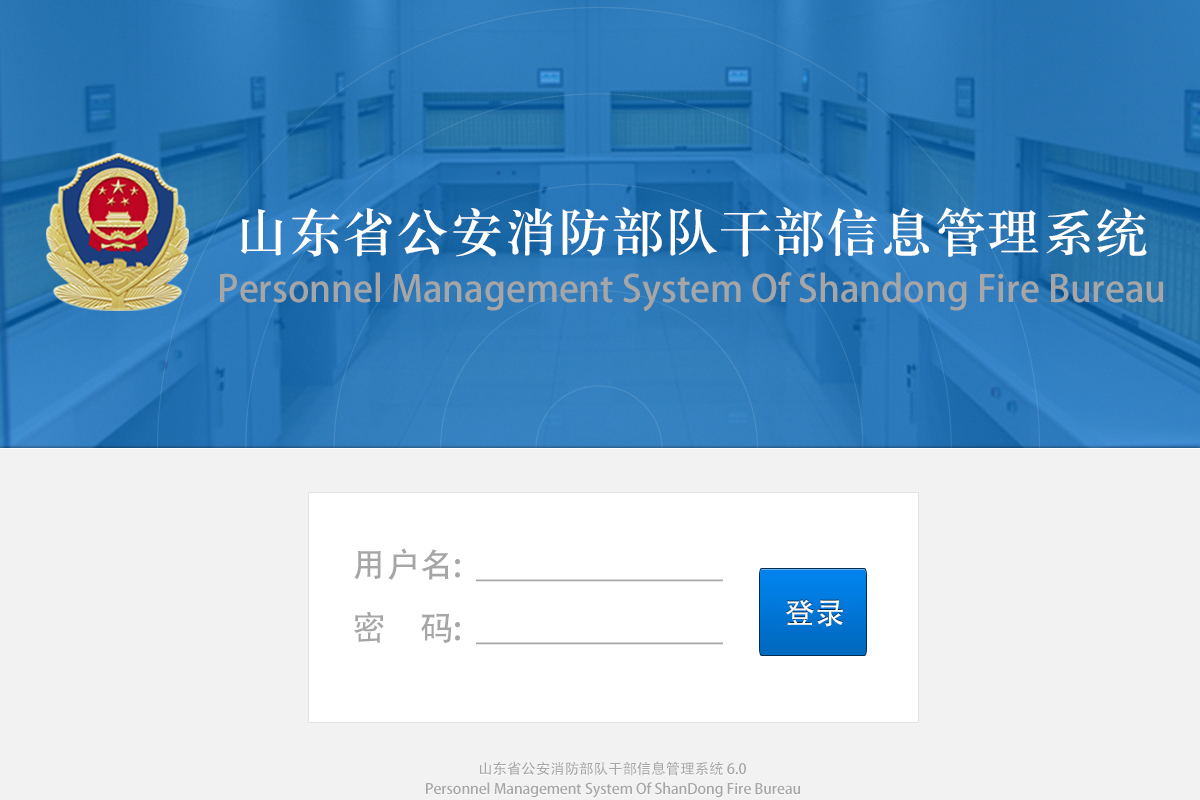 山东省公安消防部队干部信息管理系统
Personnel Management System Of Shandong Fire Bureau
用户名:
密 码:
登录
山东省公安消防部队干部信息管理系统 6.0
Personnel Management System Of ShanDong Fire Bureau